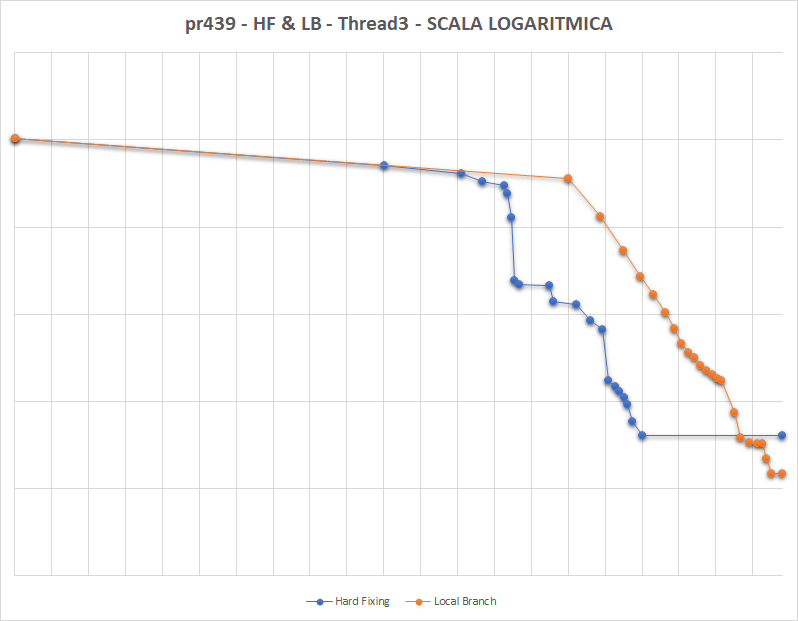 pr439 - HF & LB - Thread3 - SCALA LOGARITMICA
Hard Fixing Local Branch